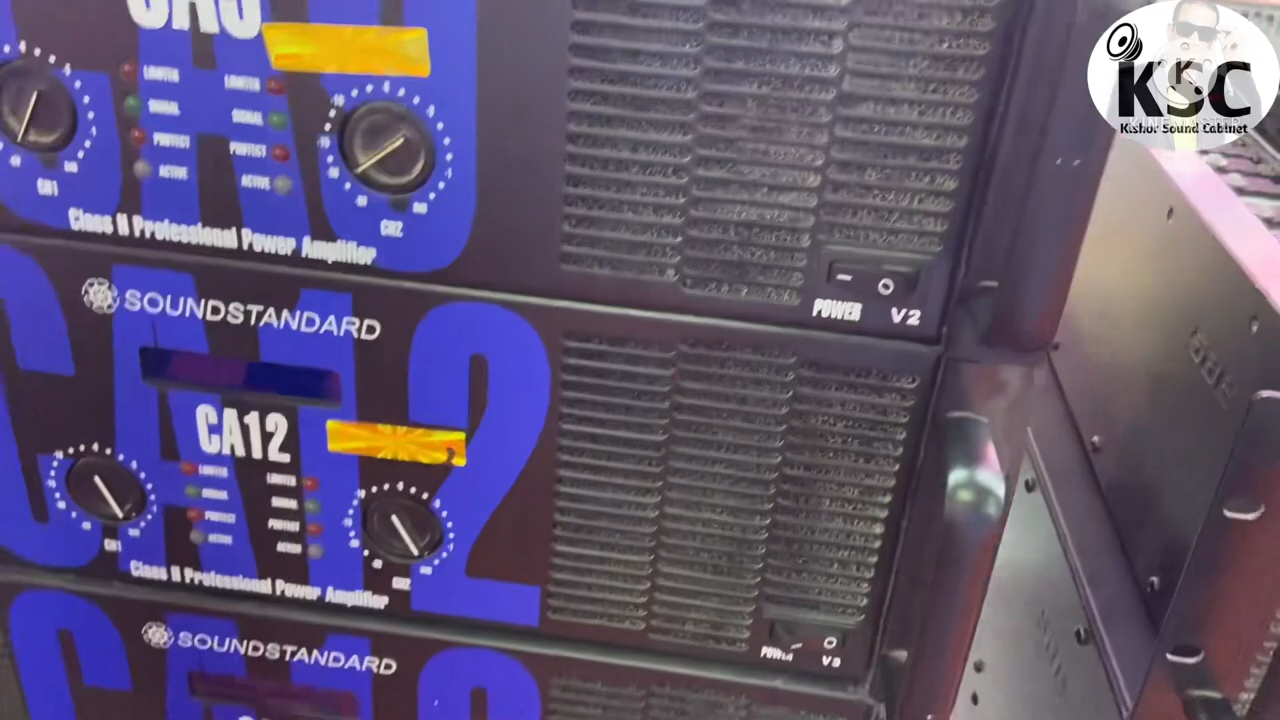 KSC
KINEMASTER
Kishor Sound Cabinet
LIMITER
LIMITER
SIGNAL
SIGNAL
PROTECT
PROTECT
ACTIVE
ACTIVE
CH1
CH2
Class H Professional Power Amplifier
POWER
V2
SOUNDSTANDARD
CA12
LIMITER
LIMITER
SIGNAL
SIGNAL
PROTECT
PROTECT
ACTIVE
ACTIVE
CH1
CH2
Class H Professional Power Amplifier
POWER
V3
SOUNDSTANDARD